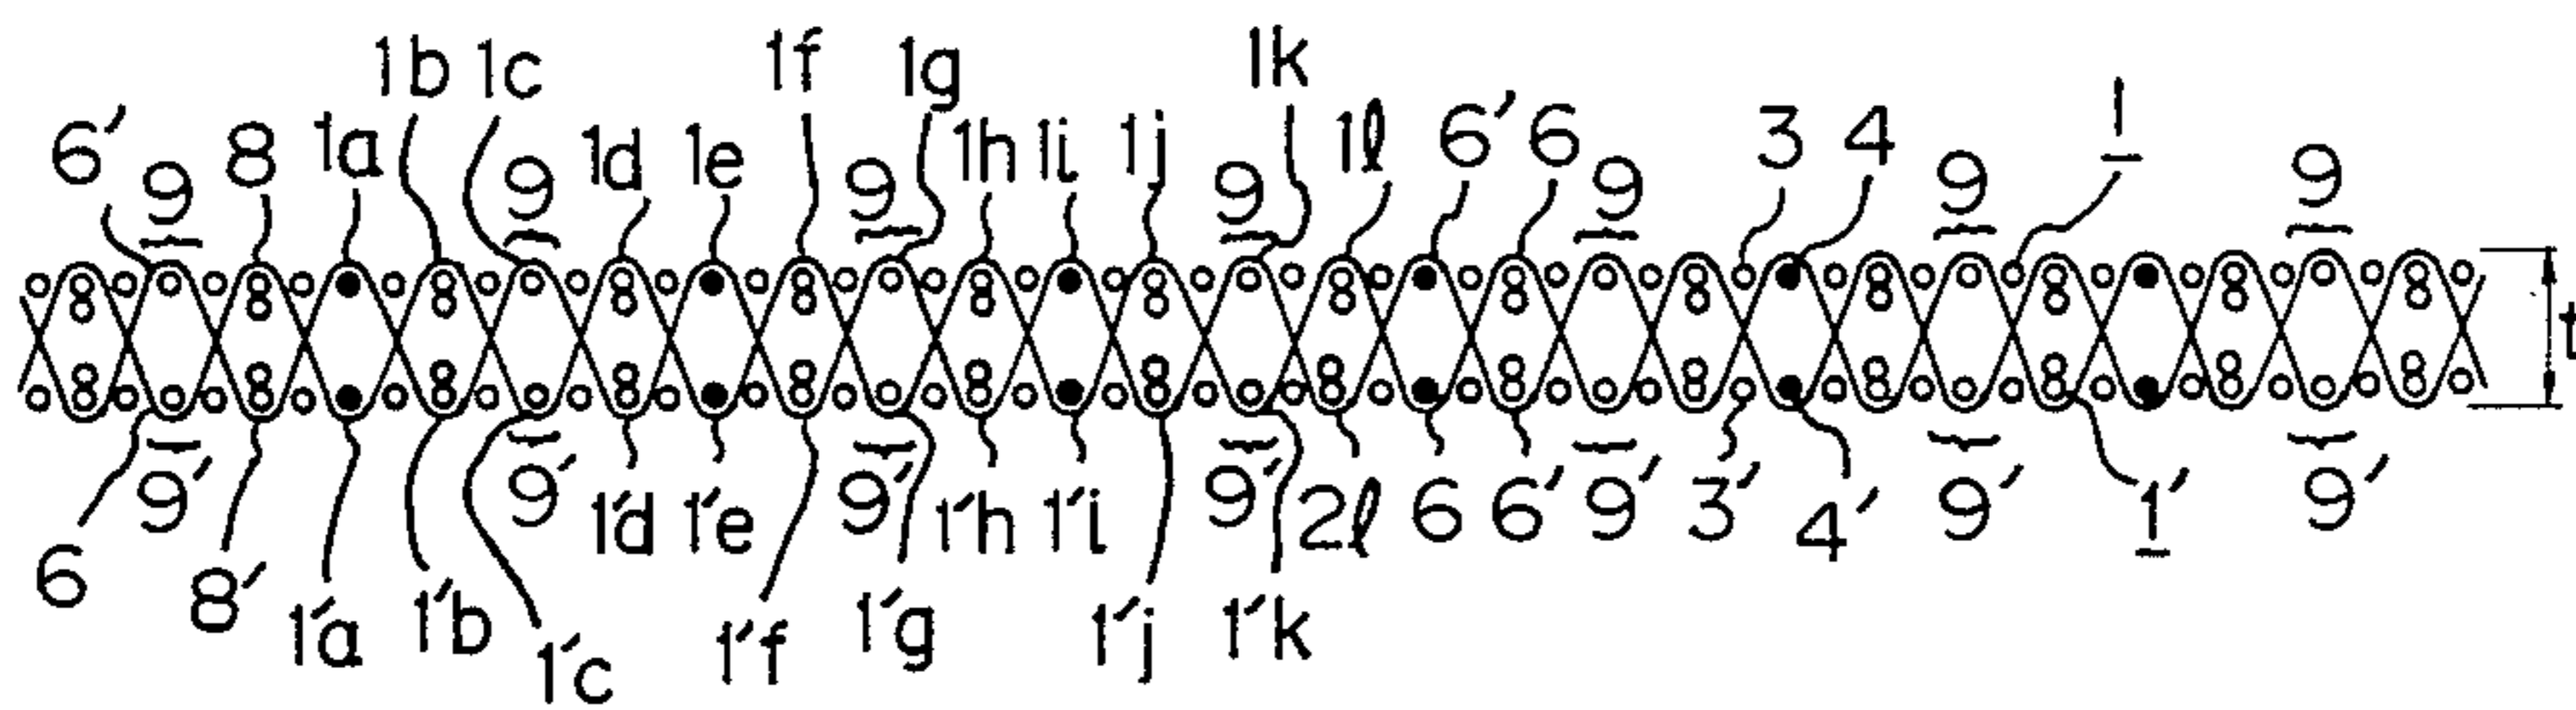 1b 1c 1f 1g 1k
6′ 9 8 1a 9 1d 1e 9 1h 1i 1j 9 1l 6′ 6 9 3 4 9 1 9
t
9′ 9′ 1′d 1′e 9′ 1′h 1′i 9′ 2l 6 6′ 9′ 3′ 4′ 9′ 1′ 9′
6 8′ 1′a 1′b 1′c 1′f 1′g 1′j 1′k